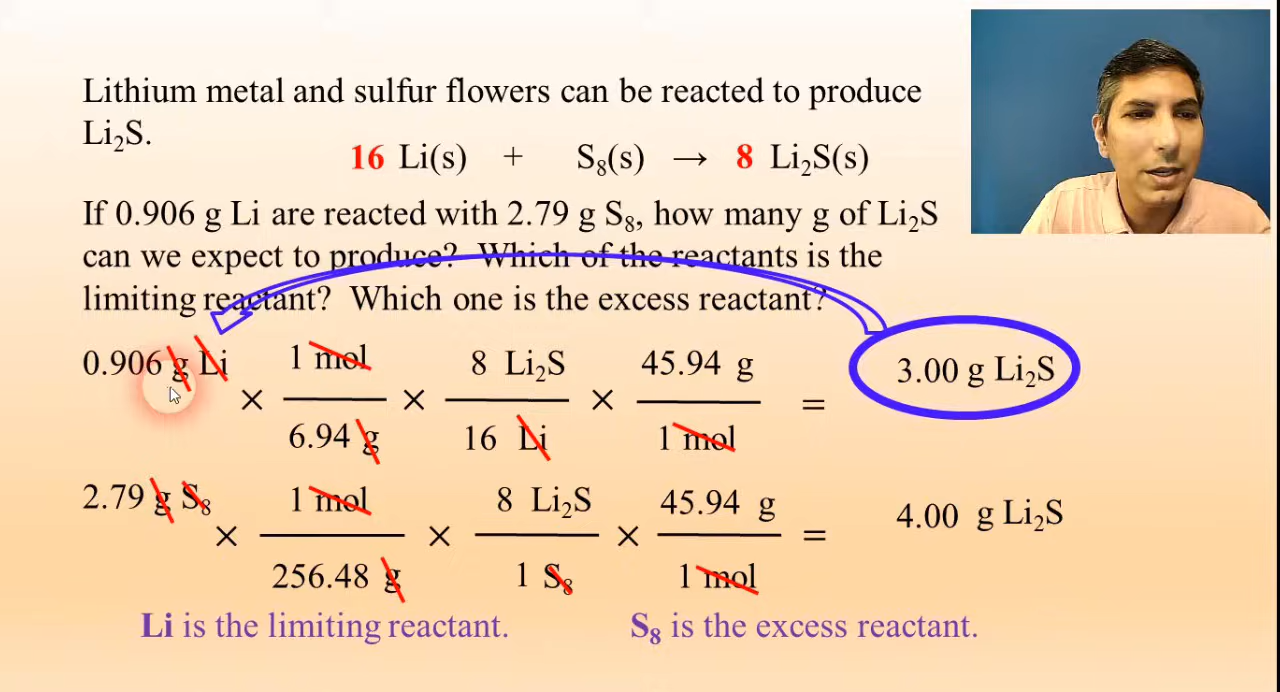 Lithium metal and sulfur flowers can be reacted to produce
Li₂S.
16 Li(s) + S₈(s) → 8 Li₂S(s)
If 0.906 g Li are reacted with 2.79 g S₈, how many g of Li₂S
can we expect to produce? Which of the reactants is the
limiting reactant? Which one is the excess reactant?
0.906 g Li × 1 mol / 6.94 g × 8 Li₂S / 16 Li × 45.94 g / 1 mol = 3.00 g Li₂S
2.79 g S₈ × 1 mol / 256.48 g × 8 Li₂S / 1 S₈ × 45.94 g / 1 mol = 4.00 g Li₂S
Li is the limiting reactant. S₈ is the excess reactant.